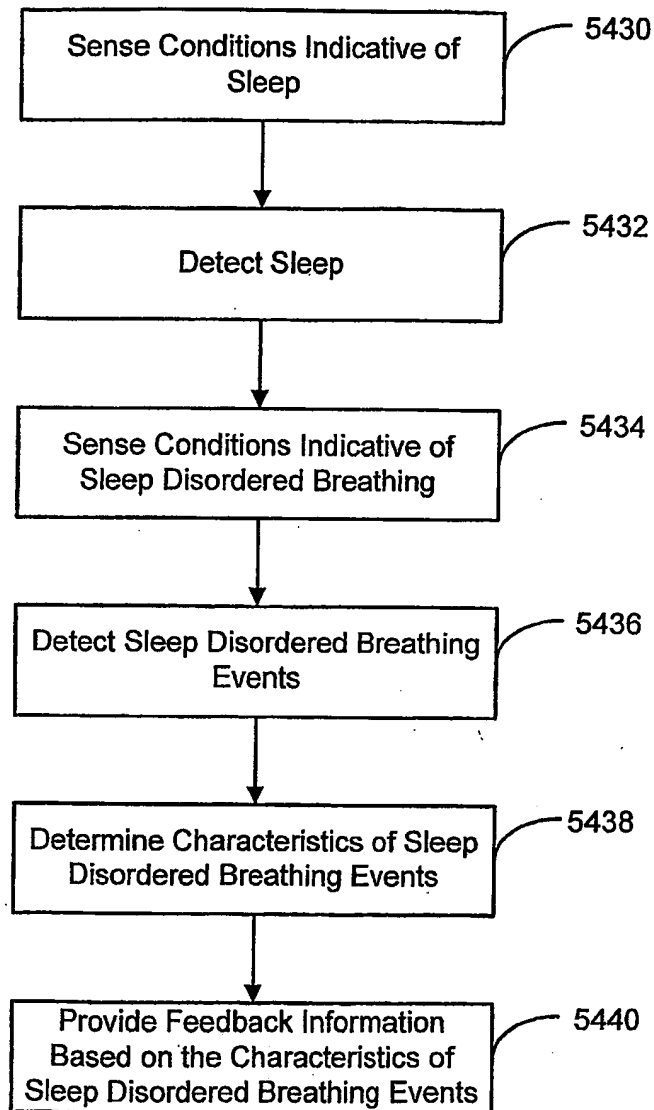 Sense Conditions Indicative of
Sleep
5430
Detect Sleep
5432
Sense Conditions Indicative of
Sleep Disordered Breathing
5434
Detect Sleep Disordered Breathing
Events
5436
Determine Characteristics of Sleep
Disordered Breathing Events
5438
Provide Feedback Information
Based on the Characteristics of
Sleep Disordered Breathing Events
5440